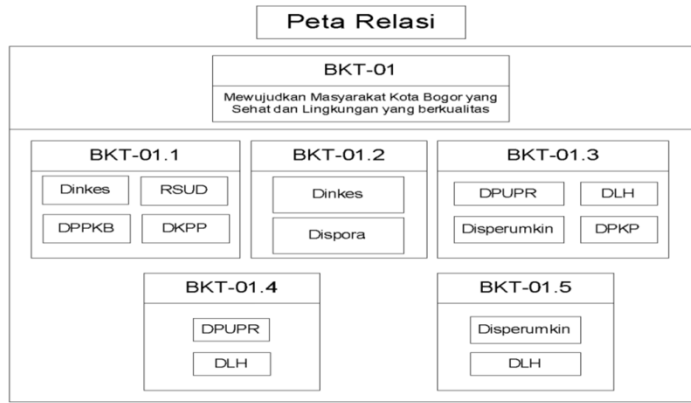 Peta Relasi
BKT-01
Mewujudkan Masyarakat Kota Bogor yang
Sehat dan Lingkungan yang berkualitas
BKT-01.1
Dinkes
RSUD
DPPKB
DKPP
BKT-01.2
Dinkes
Dispora
BKT-01.3
DPUPR
DLH
Disperumkin
DPKP
BKT-01.4
DPUPR
DLH
BKT-01.5
Disperumkin
DLH